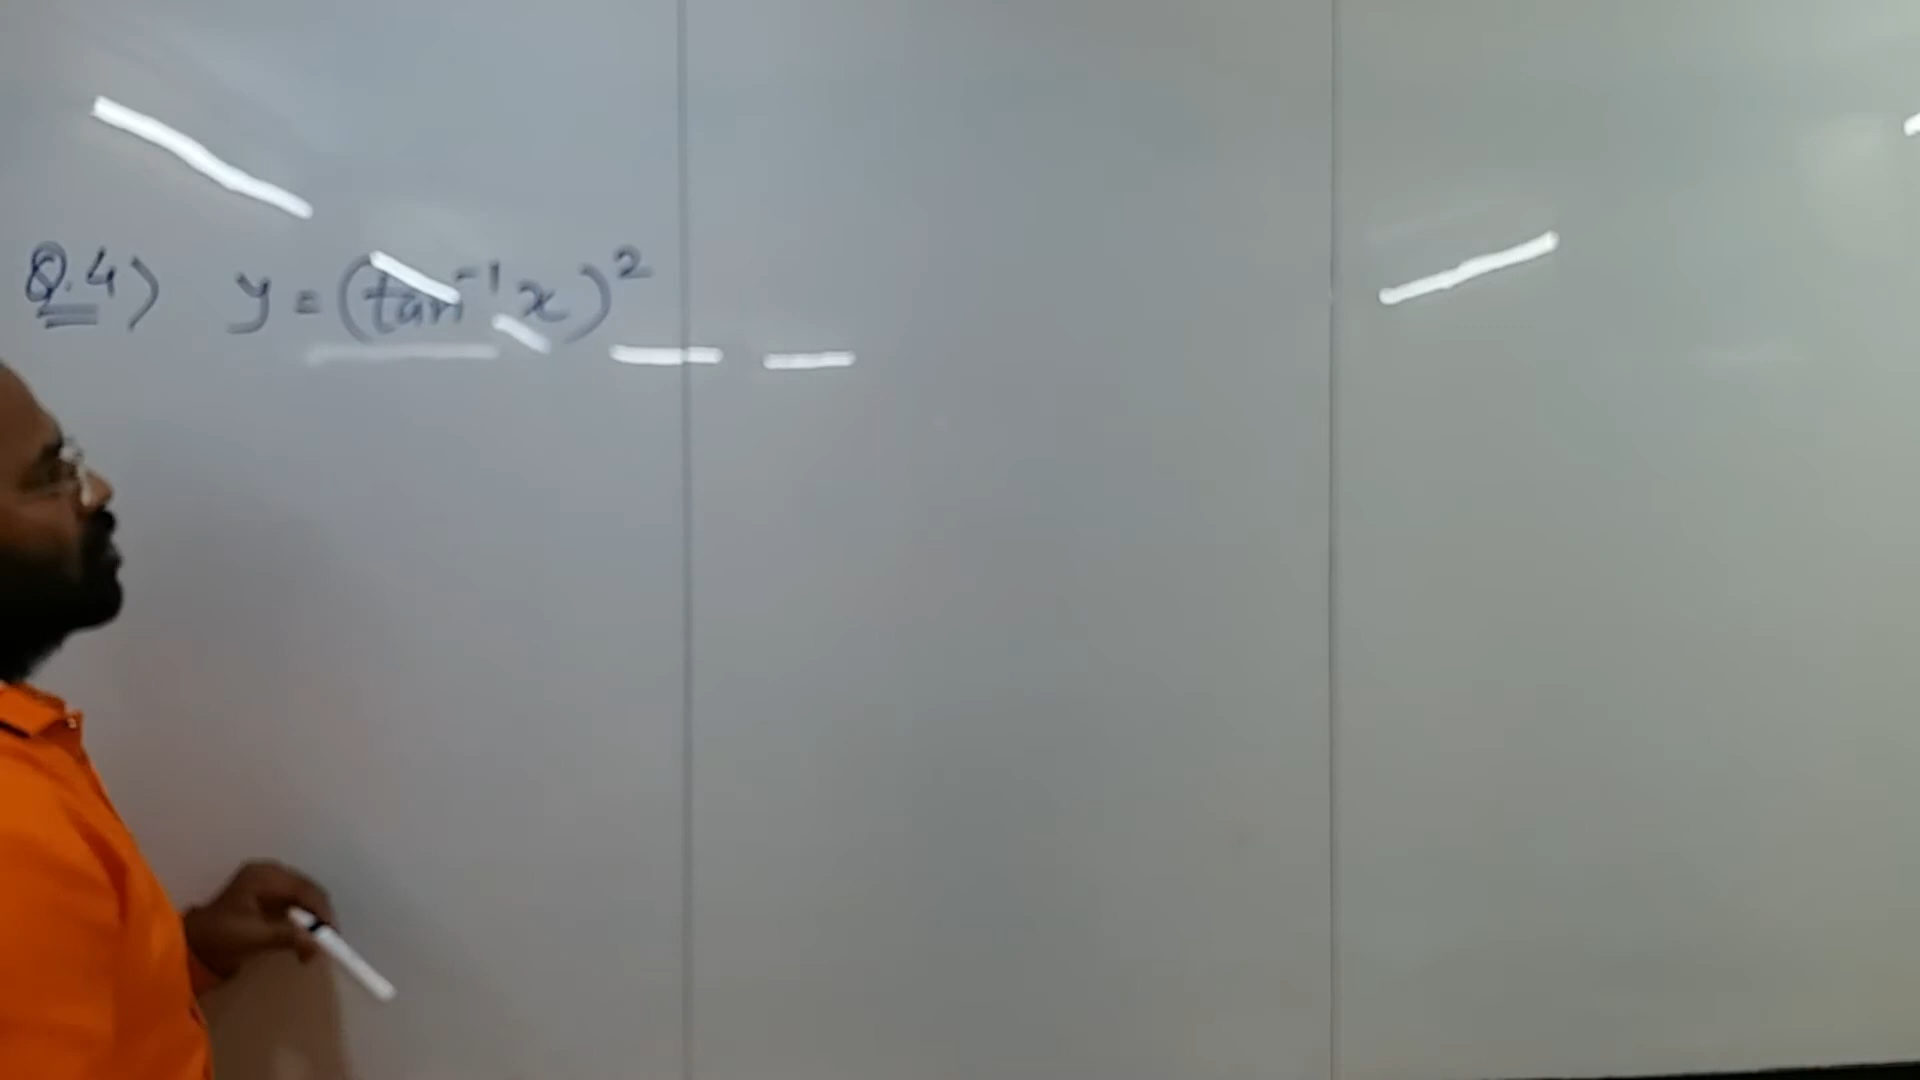 Q.4) y = (tan⁻¹x)²